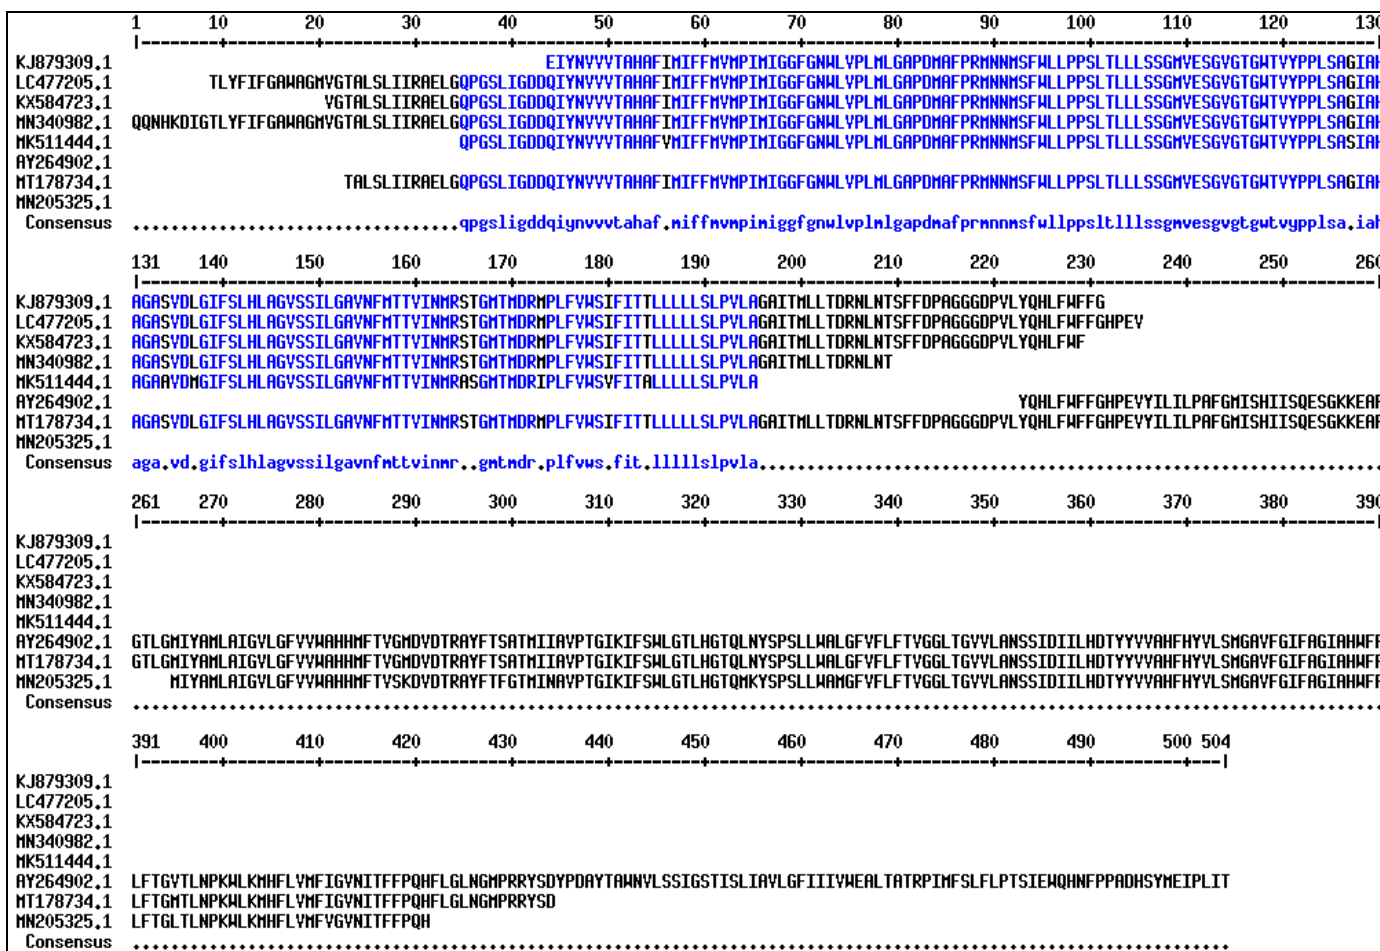 1 10 20 30 40 50 60 70 80 90 100 110 120 130
|--------+---------+---------+---------+---------+---------+---------+---------+---------+---------+---------+---------+---------|
KJ879309.1 EIYNVVVTAHAFIMIFFMVMPIMIGGFGNWLVPLMLGAPDMAFPRMNNMSFWLLPPSLTLLLSSGMVESGVGTGWTVYPPLSAGIAH
LC477205.1 TLYFIFGAWAGMVGTALSLIIRAELGQPGSLIGDDQIYNVVVTAHAFIMIFFMVMPIMIGGFGNWLVPLMLGAPDMAFPRMNNMSFWLLPPSLTLLLSSGMVESGVGTGWTVYPPLSAGIAH
KX584723.1 VGTALSLIIRAELGQPGSLIGDDQIYNVVVTAHAFIMIFFMVMPIMIGGFGNWLVPLMLGAPDMAFPRMNNMSFWLLPPSLTLLLSSGMVESGVGTGWTVYPPLSAGIAH
MN340982.1 QQNHKDIGTLYFIFGAWAGMVGTALSLIIRAELGQPGSLIGDDQIYNVVVTAHAFIMIFFMVMPIMIGGFGNWLVPLMLGAPDMAFPRMNNMSFWLLPPSLTLLLSSGMVESGVGTGWTVYPPLSAGIAH
MK511444.1 QPGSLIGDDQIYNVVVTAHAFVMIFFMVMPIMIGGFGNWLVPLMLGAPDMAFPRMNNMSFWLLPPSLTLLLSSGMVESGVGTGWTVYPPLSASIAH
AY264902.1
MT178734.1 TALSLIIRAELGQPGSLIGDDQIYNVVVTAHAFIMIFFMVMPIMIGGFGNWLVPLMLGAPDMAFPRMNNMSFWLLPPSLTLLLSSGMVESGVGTGWTVYPPLSAGIAH
MN205325.1
Consensus ..................................qpgsligddqiynvvvtahaf.miffmvmpimiggfgnwlvplmlgapdmafprmnnmsfwllppsltlllssgmvesgvgtgwtvypplsa.iah
131 140 150 160 170 180 190 200 210 220 230 240 250 260
|--------+---------+---------+---------+---------+---------+---------+---------+---------+---------+---------+---------+---------|
KJ879309.1 AGASVDLGIFSLHLAGVSSILGAVNFMTTVINMRSTGMTMDRMPLFVWSIFITTLLLLLSLPVLAGAITMLLTDRNLNTSFFDPAGGGDPVLYQHLFWFFG
LC477205.1 AGASVDLGIFSLHLAGVSSILGAVNFMTTVINMRSTGMTMDRMPLFVWSIFITTLLLLLSLPVLAGAITMLLTDRNLNTSFFDPAGGGDPVLYQHLFWFFGHPEV
KX584723.1 AGASVDLGIFSLHLAGVSSILGAVNFMTTVINMRSTGMTMDRMPLFVWSIFITTLLLLLSLPVLAGAITMLLTDRNLNTSFFDPAGGGDPVLYQHLFWF
MN340982.1 AGASVDLGIFSLHLAGVSSILGAVNFMTTVINMRSTGMTMDRMPLFVWSIFITTLLLLLSLPVLAGAITMLLTDRNLNT
MK511444.1 AGAAVDMGIFSLHLAGVSSILGAVNFMTTVINMRASGMTMDRIPLFVWSVFITALLLLLSLPVLA
AY264902.1 YQHLFWFFGHPEVYILILPAFGMISHIISQESGKKEAF
MT178734.1 AGASVDLGIFSLHLAGVSSILGAVNFMTTVINMRSTGMTMDRMPLFVWSIFITTLLLLLSLPVLAGAITMLLTDRNLNTSFFDPAGGGDPVLYQHLFWFFGHPEVYILILPAFGMISHIISQESGKKEAF
MN205325.1
Consensus aga.vd.gifslhlagvssilgavnfmttvinmr..gmtmdr.plfvws.fit.lllllslpvla.................................................................
261 270 280 290 300 310 320 330 340 350 360 370 380 390
|--------+---------+---------+---------+---------+---------+---------+---------+---------+---------+---------+---------+---------|
KJ879309.1
LC477205.1
KX584723.1
MN340982.1
MK511444.1
AY264902.1 GTLGMIYAMLAIGVLGFVVWAHHMFTVGMDVDTRAYFTSATMIIAVPTGIKIFSWLGTLHGTQLNYSPSLLWALGFVFLFTVGGLTGVVLANSSIDIILHDTYYVVAHFHYVLSMGAVFGIFAGIAHWFP
MT178734.1 GTLGMIYAMLAIGVLGFVVWAHHMFTVGMDVDTRAYFTSATMIIAVPTGIKIFSWLGTLHGTQLNYSPSLLWALGFVFLFTVGGLTGVVLANSSIDIILHDTYYVVAHFHYVLSMGAVFGIFAGIAHWFP
MN205325.1 MIYAMLAIGVLGFVVWAHHMFTVSKDVDTRAYFTFGTMINAVPTGIKIFSWLGTLHGTQMKYSPSLLWAMGFVFLFTVGGLTGVVLANSSIDIILHDTYYVVAHFHYVLSMGAVFGIFAGIAHWFP
Consensus ..................................................................................................................................
391 400 410 420 430 440 450 460 470 480 490 500 504
|--------+---------+---------+---------+---------+---------+---------+---------+---------+---------+---------+---|
KJ879309.1
LC477205.1
KX584723.1
MN340982.1
MK511444.1
AY264902.1 LFTGVTLNPKWLKMHFLVMFIGVNITFFPQHFLGLNGMPRRYSDYPDAYTAWNVLSSIGSTISLIAVLGFIIIVWEALTATRPIMFSLFLPTSIEWQHNFPPADHSYMEIPLIT
MT178734.1 LFTGMTLNPKWLKMHFLVMFIGVNITFFPQHFLGLNGMPRRYSD
MN205325.1 LFTGLTLNPKWLKMHFLVMFVGVNITFFPQH
Consensus ..................................................................................................................